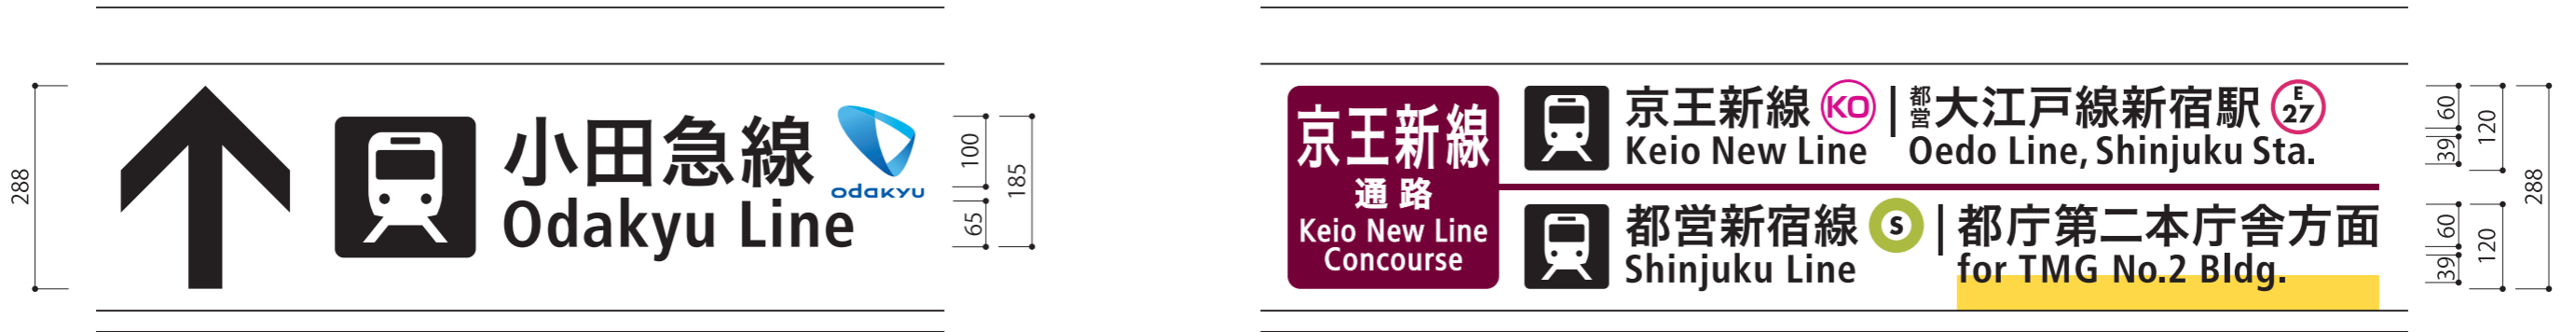 288
小田急線
odakyu
Odakyu Line
100
65
185
京王新線
通路
Keio New Line
Concourse
京王新線 KO | 都営大江戸線新宿駅 E 27
Keio New Line Oedo Line, Shinjuku Sta.
都営新宿線 S | 都庁第二本庁舎方面
Shinjuku Line for TMG No.2 Bldg.
60
39
120
60
39
120
288